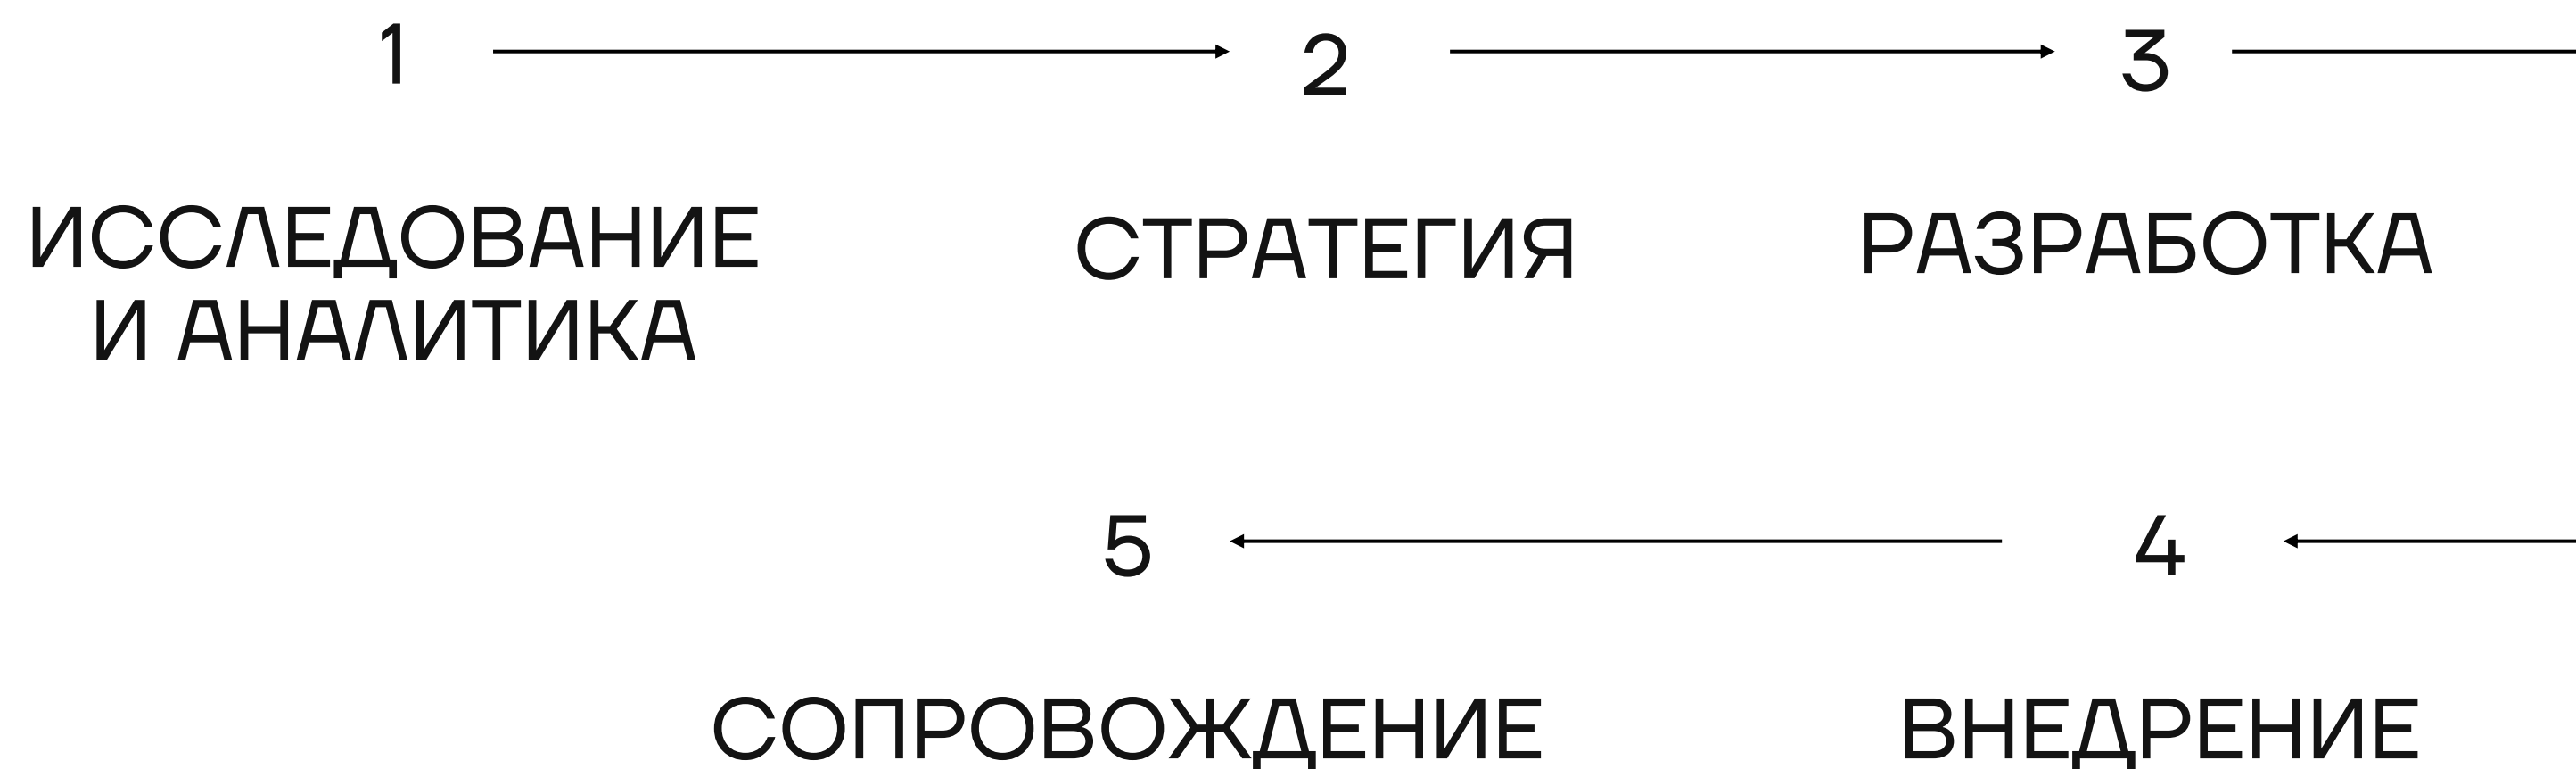 1
2
3
ИССЛЕДОВАНИЕ
И АНАЛИТИКА
СТРАТЕГИЯ
РАЗРАБОТКА
5
4
СОПРОВОЖДЕНИЕ
ВНЕДРЕНИЕ